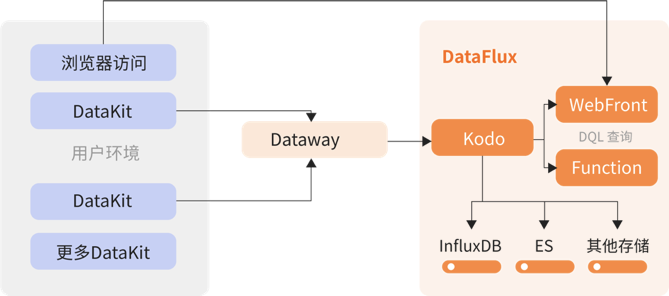 浏览器访问
DataKit
用户环境
DataKit
更多DataKit
Dataway
DataFlux
Kodo
WebFront
DQL 查询
Function
InfluxDB
ES
其他存储